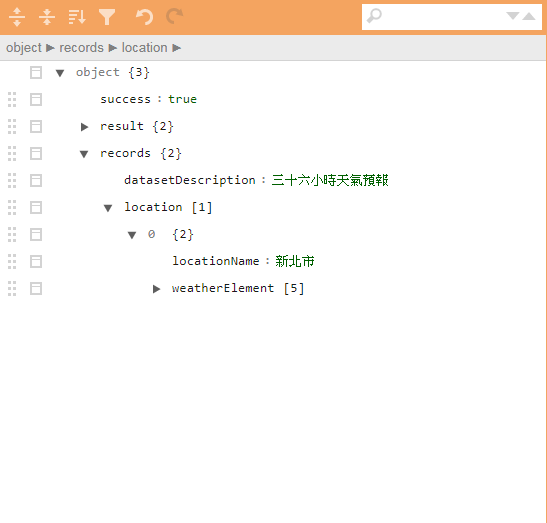 object ▶ records ▶ location ▶
object {3}
success : true
result {2}
records {2}
datasetDescription : 三十六小時天氣預報
location [1]
0 {2}
locationName : 新北市
weatherElement [5]